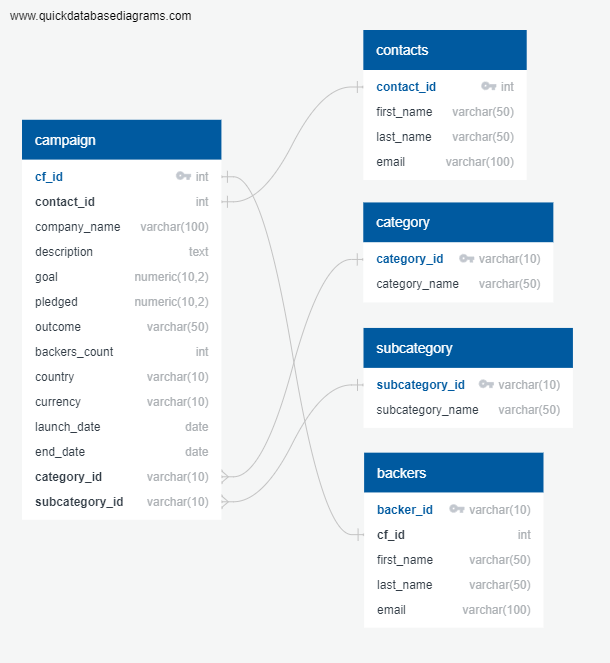 www.quickdatabasediagrams.com
campaign
cf_id int
contact_id int
company_name varchar(100)
description text
goal numeric(10,2)
pledged numeric(10,2)
outcome varchar(50)
backers_count int
country varchar(10)
currency varchar(10)
launch_date date
end_date date
category_id varchar(10)
subcategory_id varchar(10)
contacts
contact_id int
first_name varchar(50)
last_name varchar(50)
email varchar(100)
category
category_id varchar(10)
category_name varchar(50)
subcategory
subcategory_id varchar(10)
subcategory_name varchar(50)
backers
backer_id varchar(10)
cf_id int
first_name varchar(50)
last_name varchar(50)
email varchar(100)